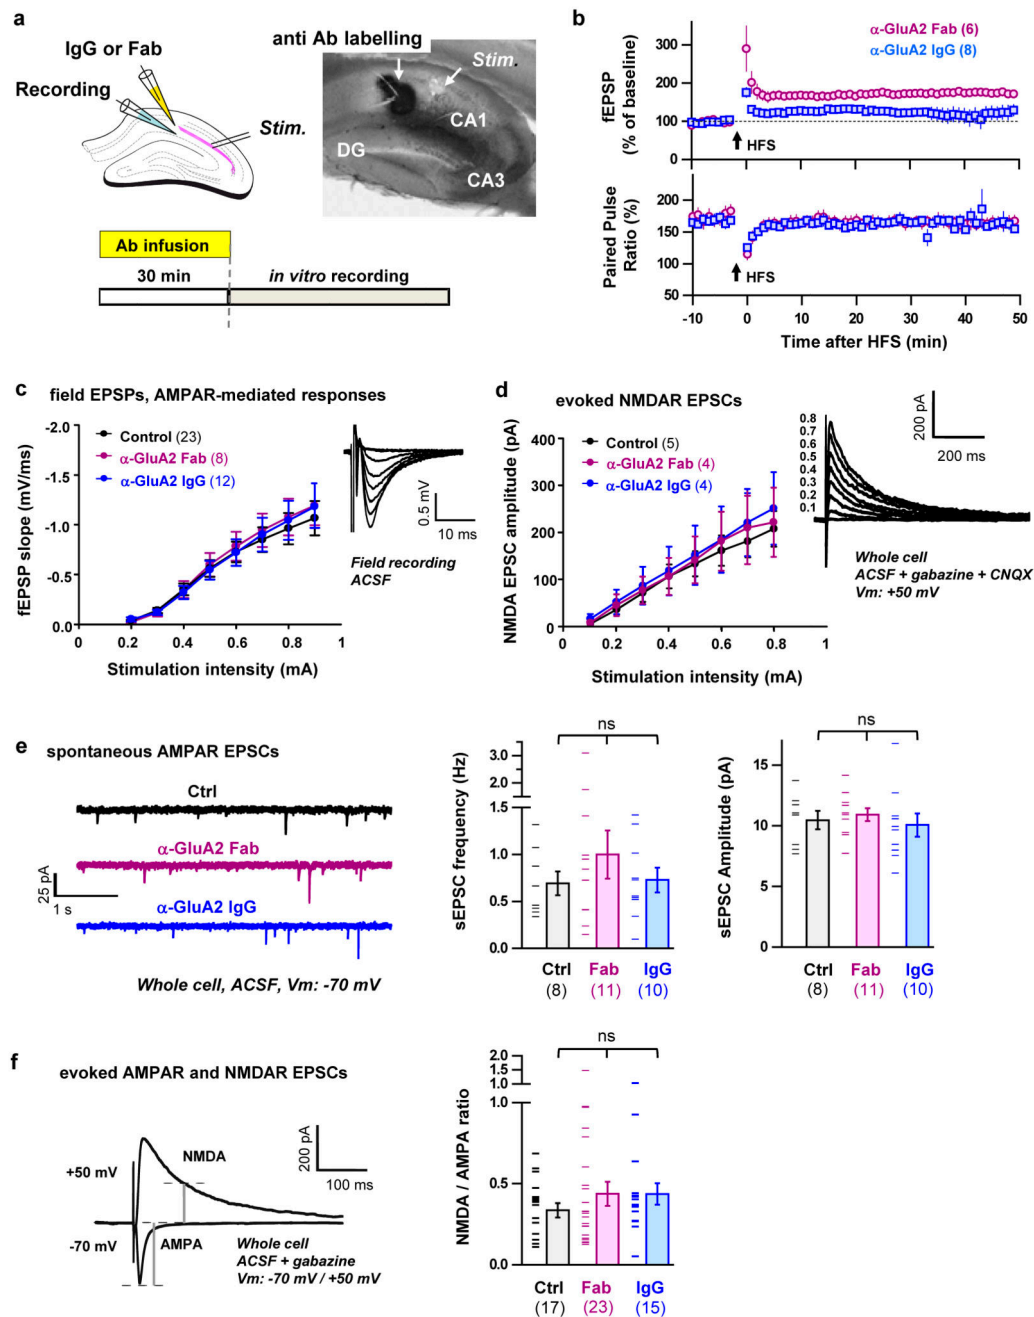 a
IgG or Fab
Recording
Stim.
anti Ab labelling
Stim.
CA1
DG
CA3
Ab infusion
30 min
in vitro recording
b
α-GluA2 Fab (6)
α-GluA2 IgG (8)
fEPSP
(% of baseline)
300
200
100
0
HFS
Paired Pulse
Ratio (%)
200
150
100
50
HFS
-10 0 10 20 30 40 50
Time after HFS (min)
c
field EPSPs, AMPAR-mediated responses
fEPSP slope (mV/ms)
-2.0
-1.5
-1.0
-0.5
0.0
Control (23)
α-GluA2 Fab (8)
α-GluA2 IgG (12)
0 0.2 0.4 0.6 0.8 1
Stimulation intensity (mA)
0.5 mV
10 ms
Field recording
ACSF
d
evoked NMDAR EPSCs
NMDA EPSC amplitude (pA)
400
300
200
100
0
Control (5)
α-GluA2 Fab (4)
α-GluA2 IgG (4)
0 0.2 0.4 0.6 0.8 1
Stimulation intensity (mA)
0.8
0.7
0.6
0.5
0.4
0.3
0.2
0.1
200 pA
200 ms
Whole cell
ACSF + gabazine + CNQX
Vm: +50 mV
e
spontaneous AMPAR EPSCs
Ctrl
α-GluA2 Fab
α-GluA2 IgG
25 pA
1 s
Whole cell, ACSF, Vm: -70 mV
sEPSC frequency (Hz)
ns
3.0
2.5
2.0
1.5
1.0
0.5
0.0
Ctrl Fab IgG
(8) (11) (10)
sEPSC Amplitude (pA)
ns
15
10
5
0
Ctrl Fab IgG
(8) (11) (10)
f
evoked AMPAR and NMDAR EPSCs
+50 mV
NMDA
-70 mV
AMPA
200 pA
100 ms
Whole cell
ACSF + gabazine
Vm: -70 mV / +50 mV
NMDA / AMPA ratio
ns
2.0
1.5
1.0
1.0
0.5
0.0
Ctrl Fab IgG
(17) (23) (15)